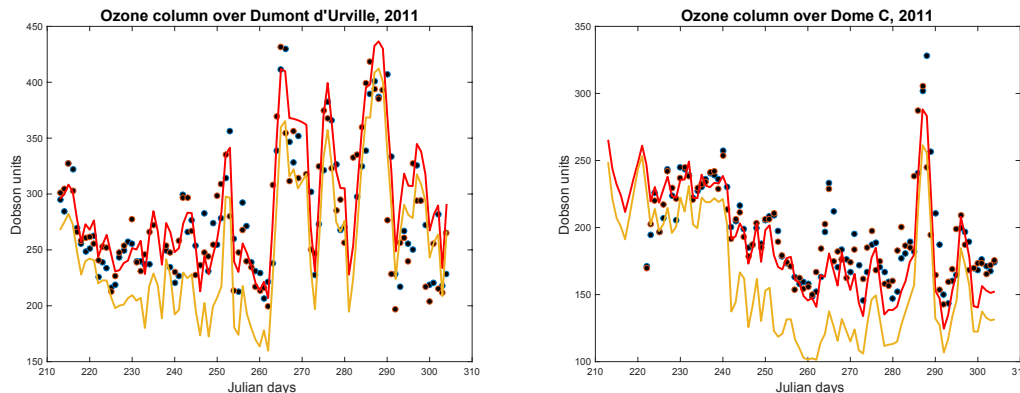 Ozone column over Dumont d'Urville, 2011
Dobson units
450
400
350
300
250
200
150
210 220 230 240 250 260 270 280 290 300 310
Julian days
Ozone column over Dome C, 2011
Dobson units
350
300
250
200
150
100
210 220 230 240 250 260 270 280 290 300 310
Julian days